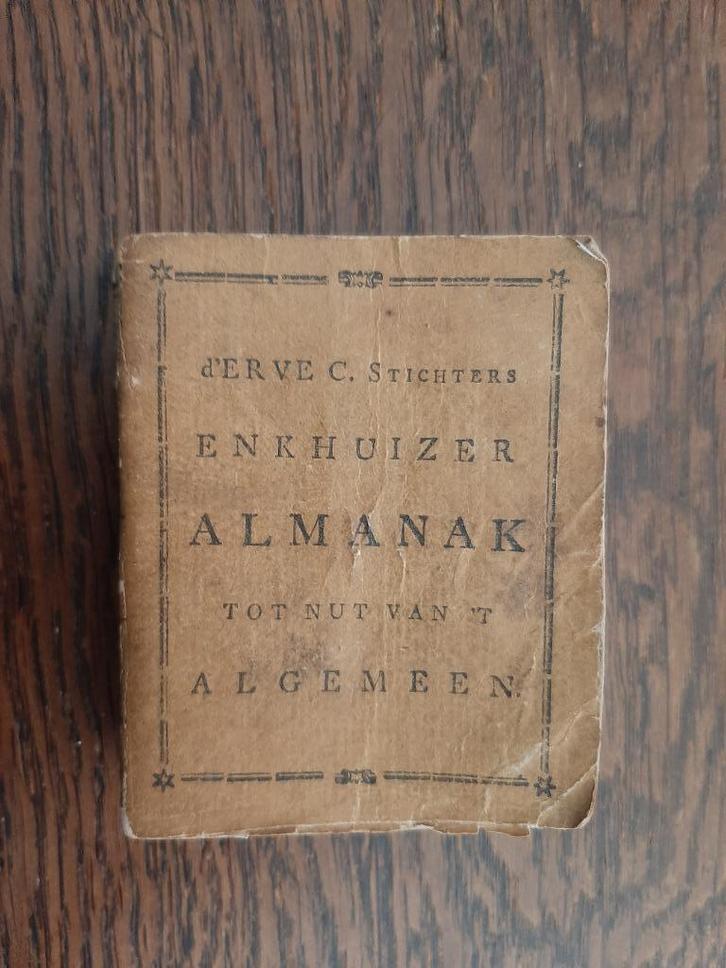 d'ERVE C. STICHTERS
ENKHUIZER
ALMANAK
TOT NUT VAN 'T
ALGEMEEN.